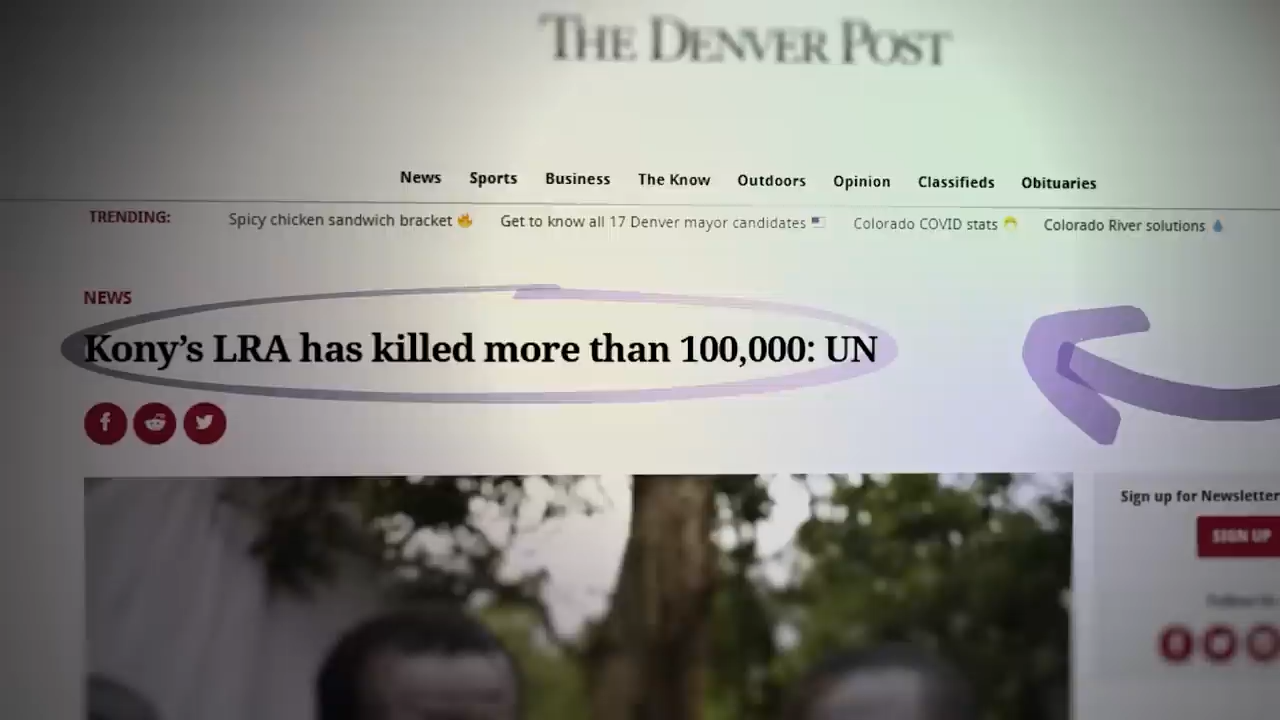 THE DENVER POST
News Sports Business The Know Outdoors Opinion Classifieds Obituaries
TRENDING: Spicy chicken sandwich bracket 🔥 Get to know all 17 Denver mayor candidates Colorado COVID stats Colorado River solutions 💧
NEWS
Kony's LRA has killed more than 100,000: UN
Sign up for Newsletter
SIGN UP